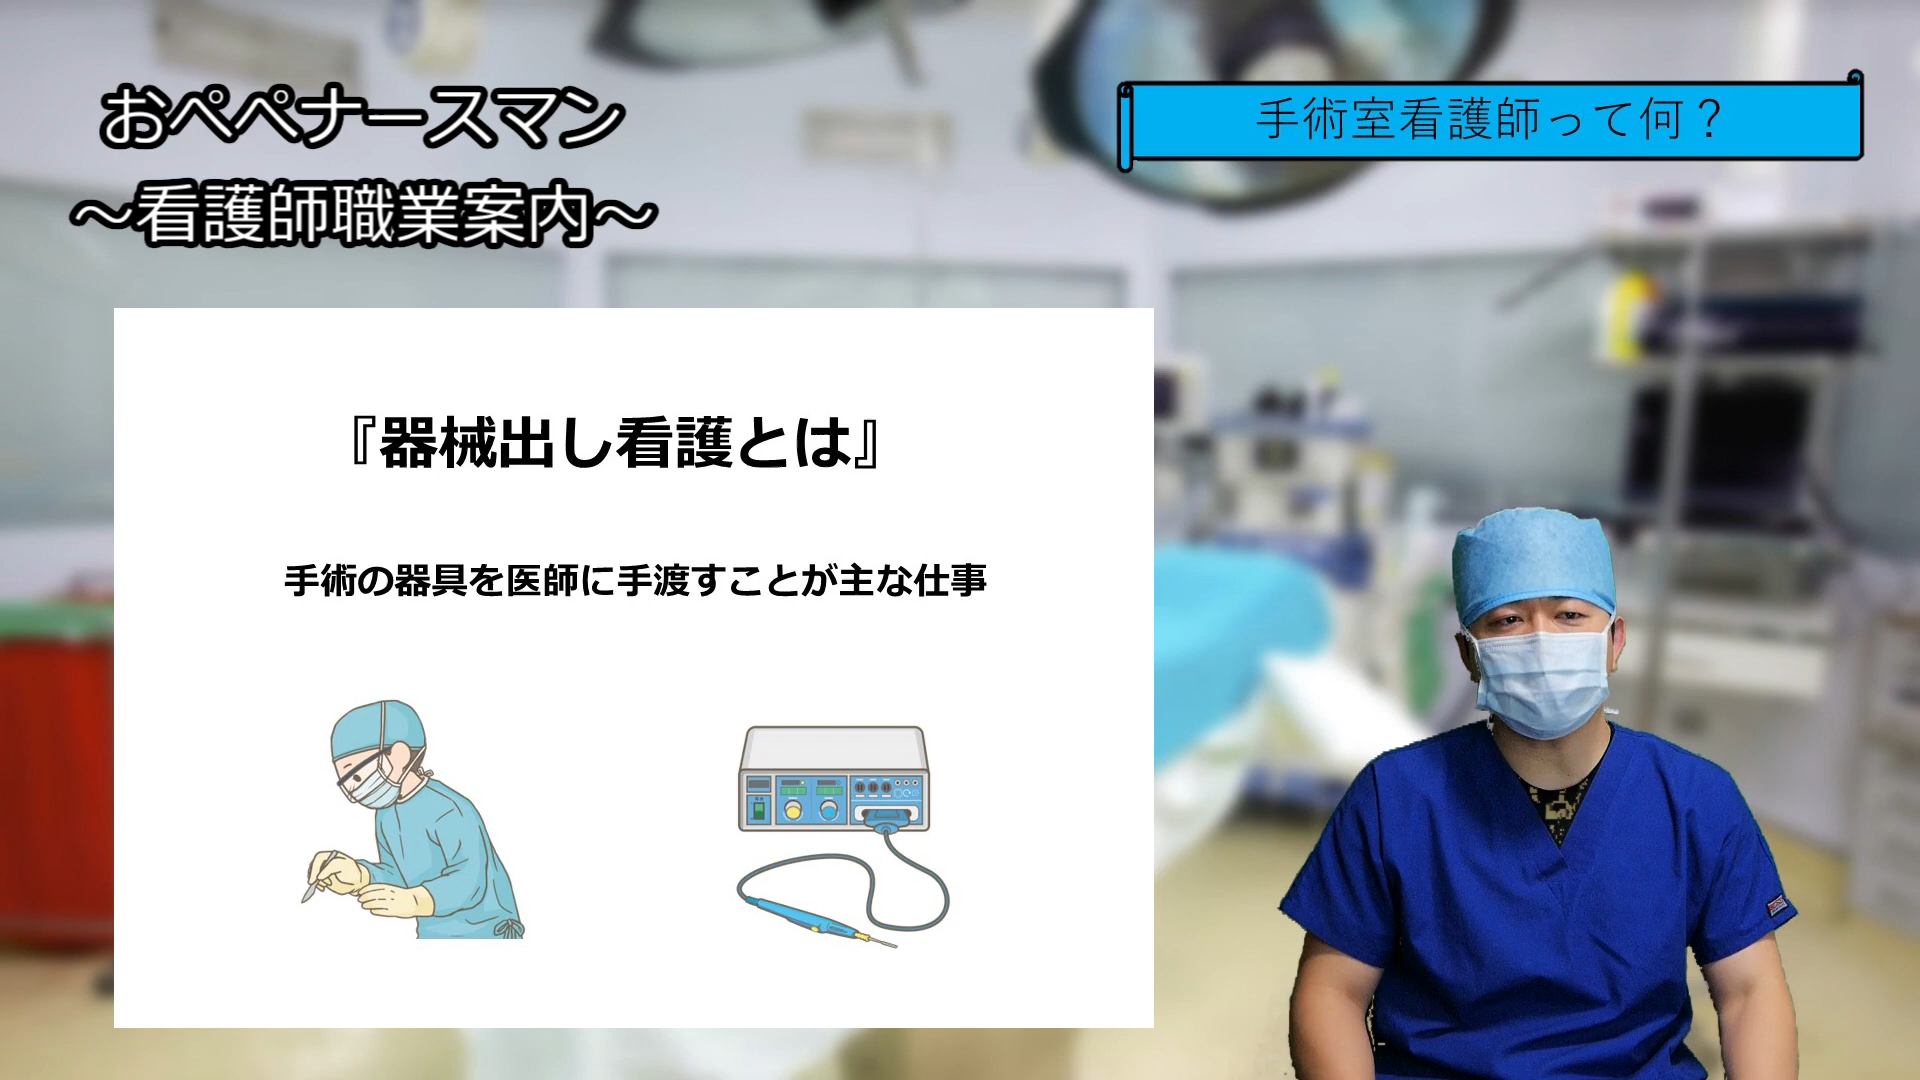 おぺぺナースマン
～看護師職業案内～
手術室看護師って何？
『器械出し看護とは』
手術の器具を医師に手渡すことが主な仕事